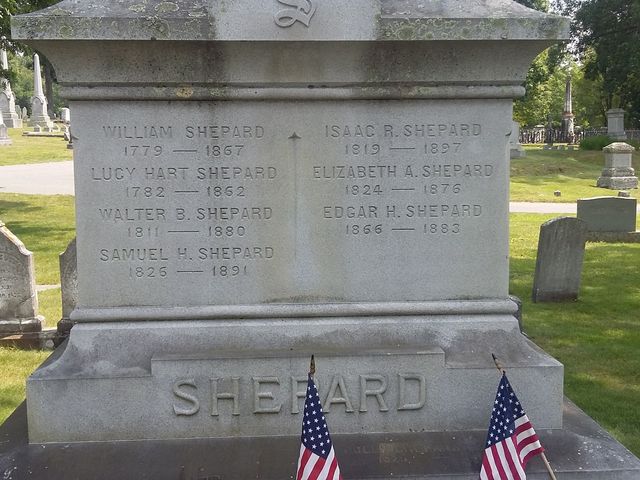 S
WILLIAM SHEPARD
1779 — 1867
LUCY HART SHEPARD
1782 — 1862
WALTER B. SHEPARD
1811 — 1880
SAMUEL H. SHEPARD
1826 — 1891
ISAAC R. SHEPARD
1819 — 1897
ELIZABETH A. SHEPARD
1824 — 1876
EDGAR H. SHEPARD
1866 — 1883
SHEPARD